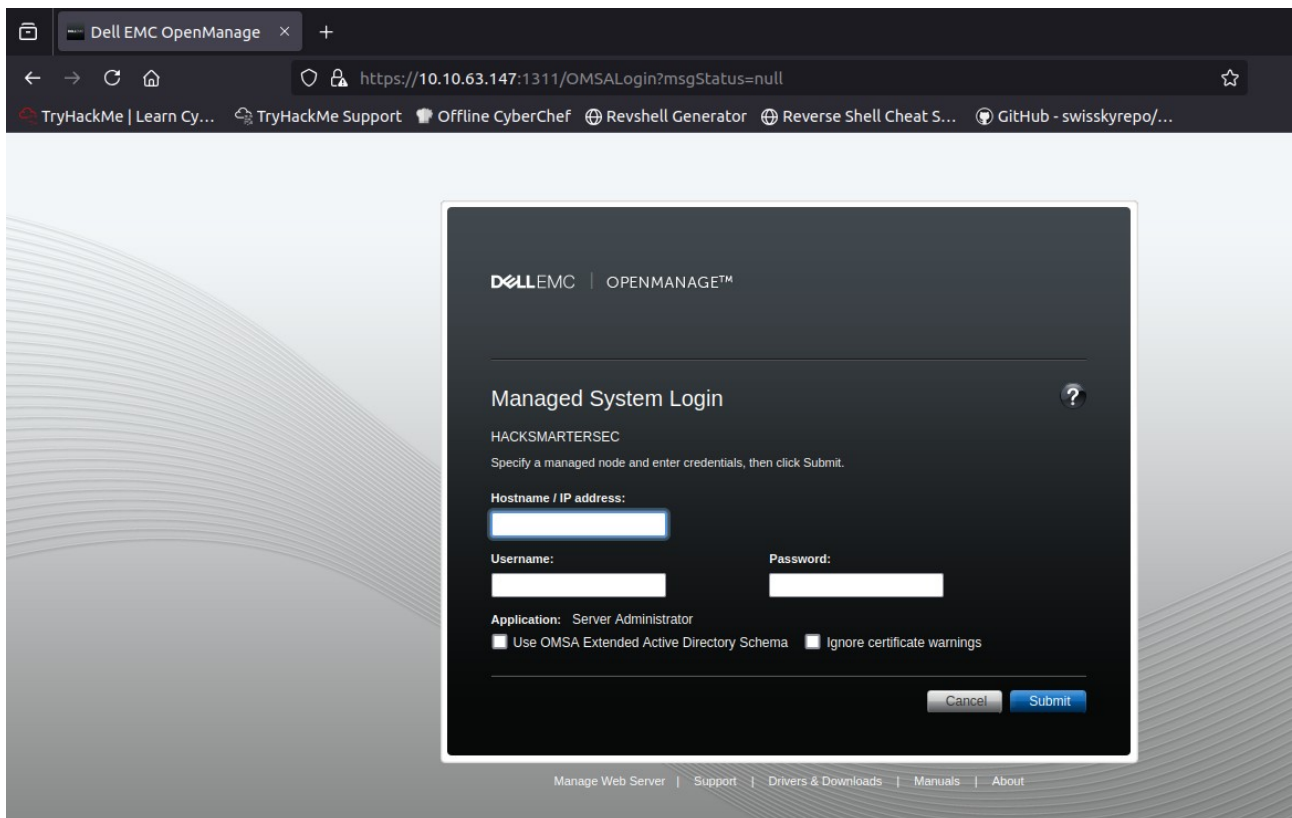 Dell EMC OpenManage
https://10.10.63.147:1311/OMSALogin?msgStatus=null
TryHackMe | Learn Cy... TryHackMe Support Offline CyberChef Revshell Generator Reverse Shell Cheat S... GitHub - swisskyrepo/...
DELLEMC | OPENMANAGE™
Managed System Login ?
HACKSMARTERSEC
Specify a managed node and enter credentials, then click Submit.
Hostname / IP address:
Username: Password:
Application: Server Administrator
Use OMSA Extended Active Directory Schema Ignore certificate warnings
Cancel Submit
Manage Web Server | Support | Drivers & Downloads | Manuals | About